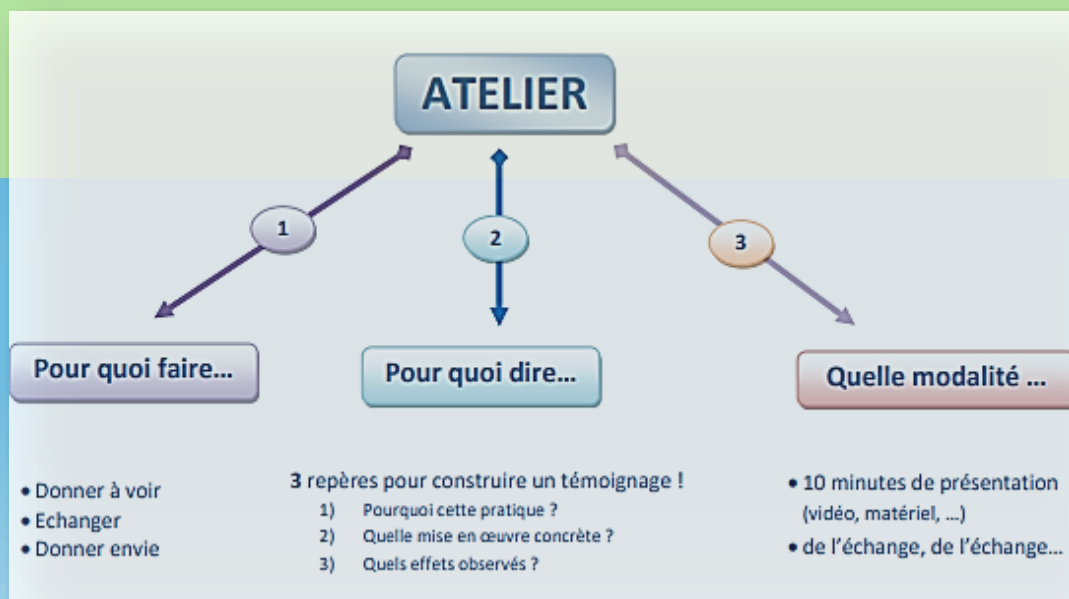 ATELIER
1
2
3
Pour quoi faire...
Pour quoi dire...
Quelle modalité ...
• Donner à voir
• Echanger
• Donner envie
3 repères pour construire un témoignage !
1) Pourquoi cette pratique ?
2) Quelle mise en œuvre concrète ?
3) Quels effets observés ?
• 10 minutes de présentation
(vidéo, matériel, ...)
• de l'échange, de l'échange...